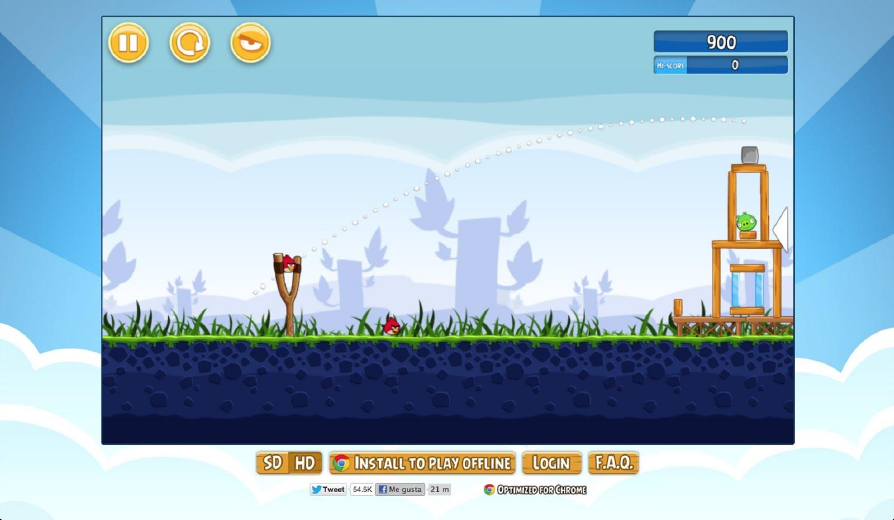 900
HI-SCORE 0
SD HD INSTALL TO PLAY OFFLINE LOGIN F.A.Q.
Tweet 54.5K Me gusta 21 m OPTIMIZED FOR CHROME